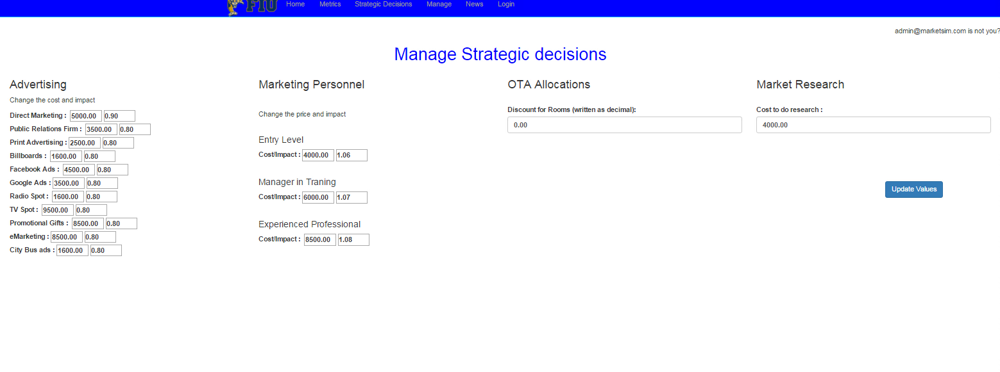 FIU Home Metrics Strategic Decisions Manage News Login
admin@marketsim.com is not you?
Manage Strategic decisions
Advertising
Change the cost and impact
Direct Marketing : 5000.00 0.90
Public Relations Firm : 3500.00 0.80
Print Advertising : 2500.00 0.80
Billboards : 1600.00 0.80
Facebook Ads : 4500.00 0.80
Google Ads : 3500.00 0.80
Radio Spot : 1600.00 0.80
TV Spot : 9500.00 0.80
Promotional Gifts : 8500.00 0.80
eMarketing : 8500.00 0.80
City Bus ads : 1600.00 0.80
Marketing Personnel
Change the price and impact
Entry Level
Cost/Impact : 4000.00 1.06
Manager in Traning
Cost/Impact : 6000.00 1.07
Experienced Professional
Cost/Impact : 8500.00 1.08
OTA Allocations
Discount for Rooms (written as decimal):
0.00
Market Research
Cost to do research :
4000.00
Update Values